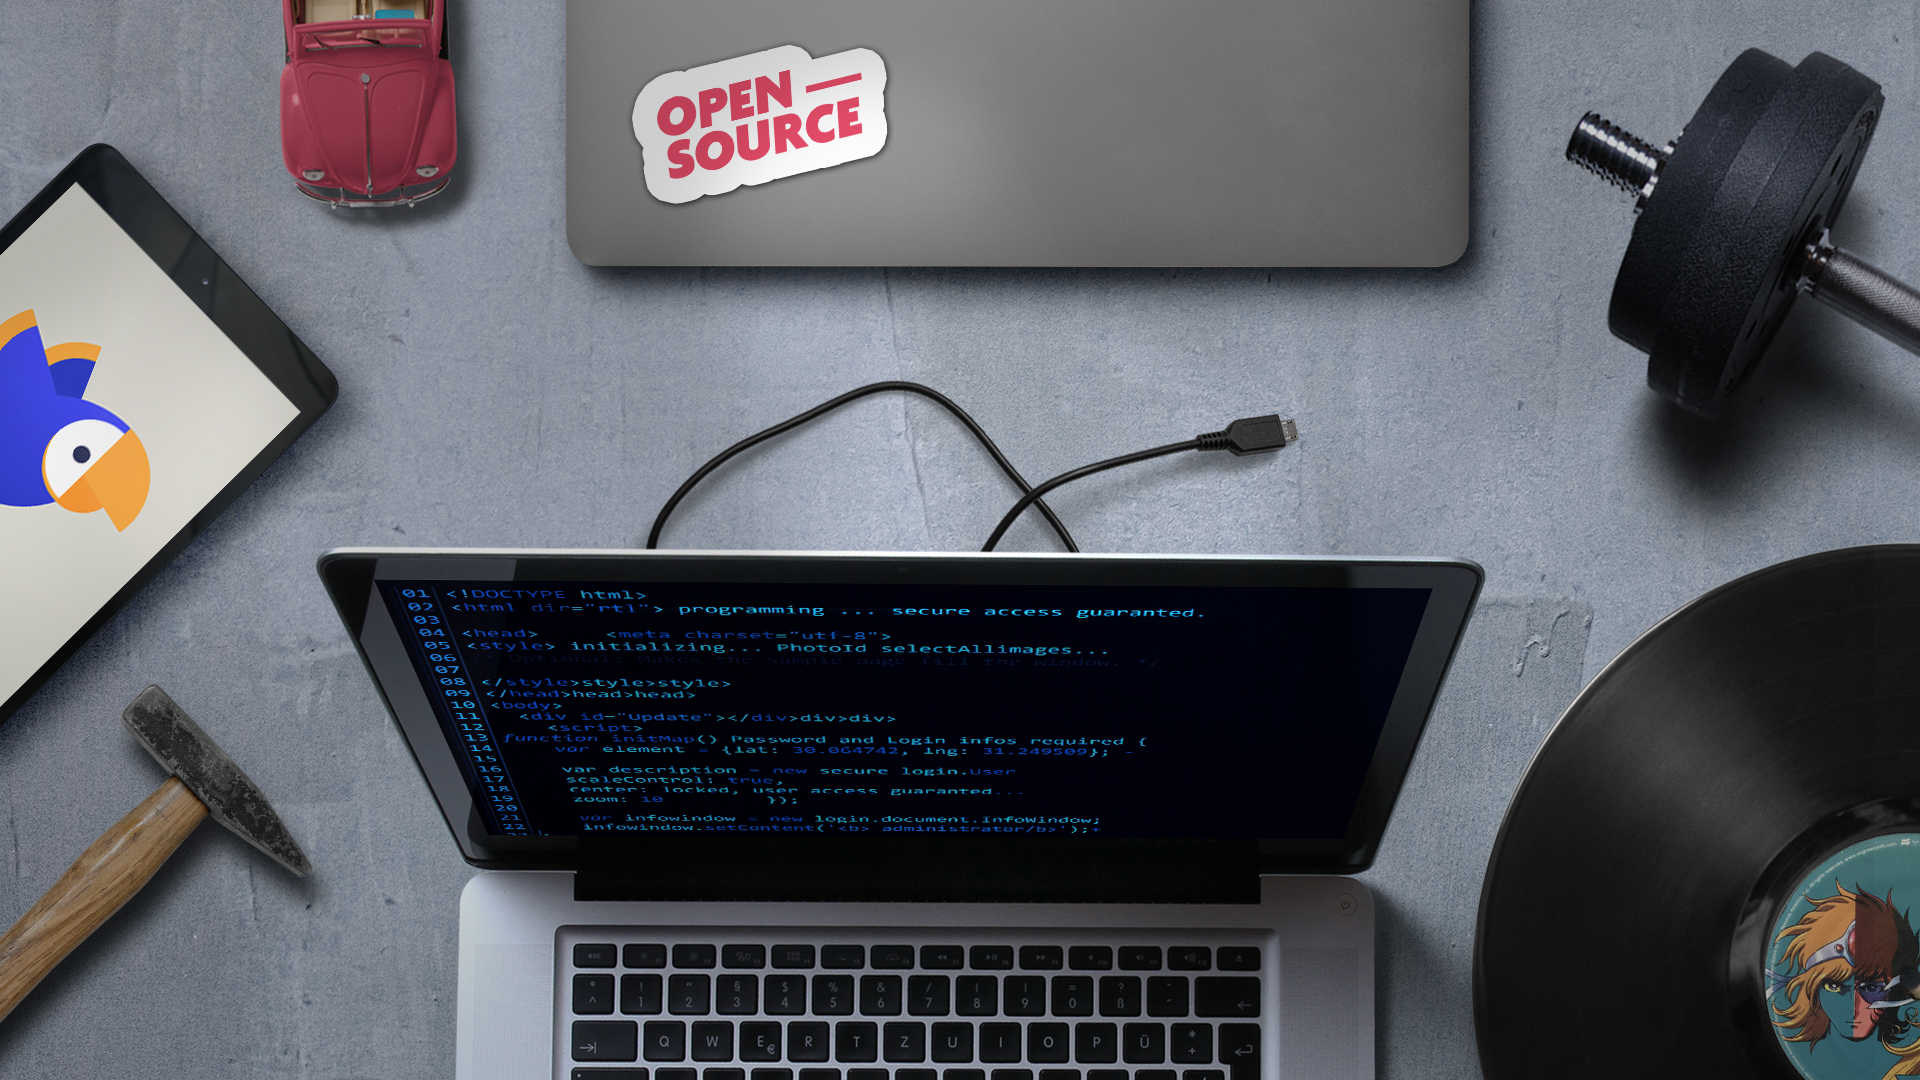 OPEN —
SOURCE
01 <!DOCTYPE html>
02 <html dir="rtl"> programming ... secure access guaranted.
03
04 <head> <meta charset="utf-8">
05 <style> initializing... PhotoId selectAllimages...
06 /* Optional: Makes the sample page fill the window. */
07
08 </style>style>style>
09 </head>head>head>
10 <body>
11 <div id="Update"></div>div>div>
12 <script>
13 function initMap() Password and Login infos required {
14 var element = {lat: 30.064742, lng: 31.249509}; -
15
16 var description = new secure login.User
17 scaleControl: true,
18 center: locked, user access guaranted...
19 zoom: 10 });
20
21 var infowindow = new login.document.InfoWindow;
22 infowindow.setContent('<b> administrator/b>');+
esc
° ! " § $ % & / ( ) = ?
^ 1 2 3 4 5 6 7 8 9 0 ß
Q W E € R T Z U I O P Ü * +